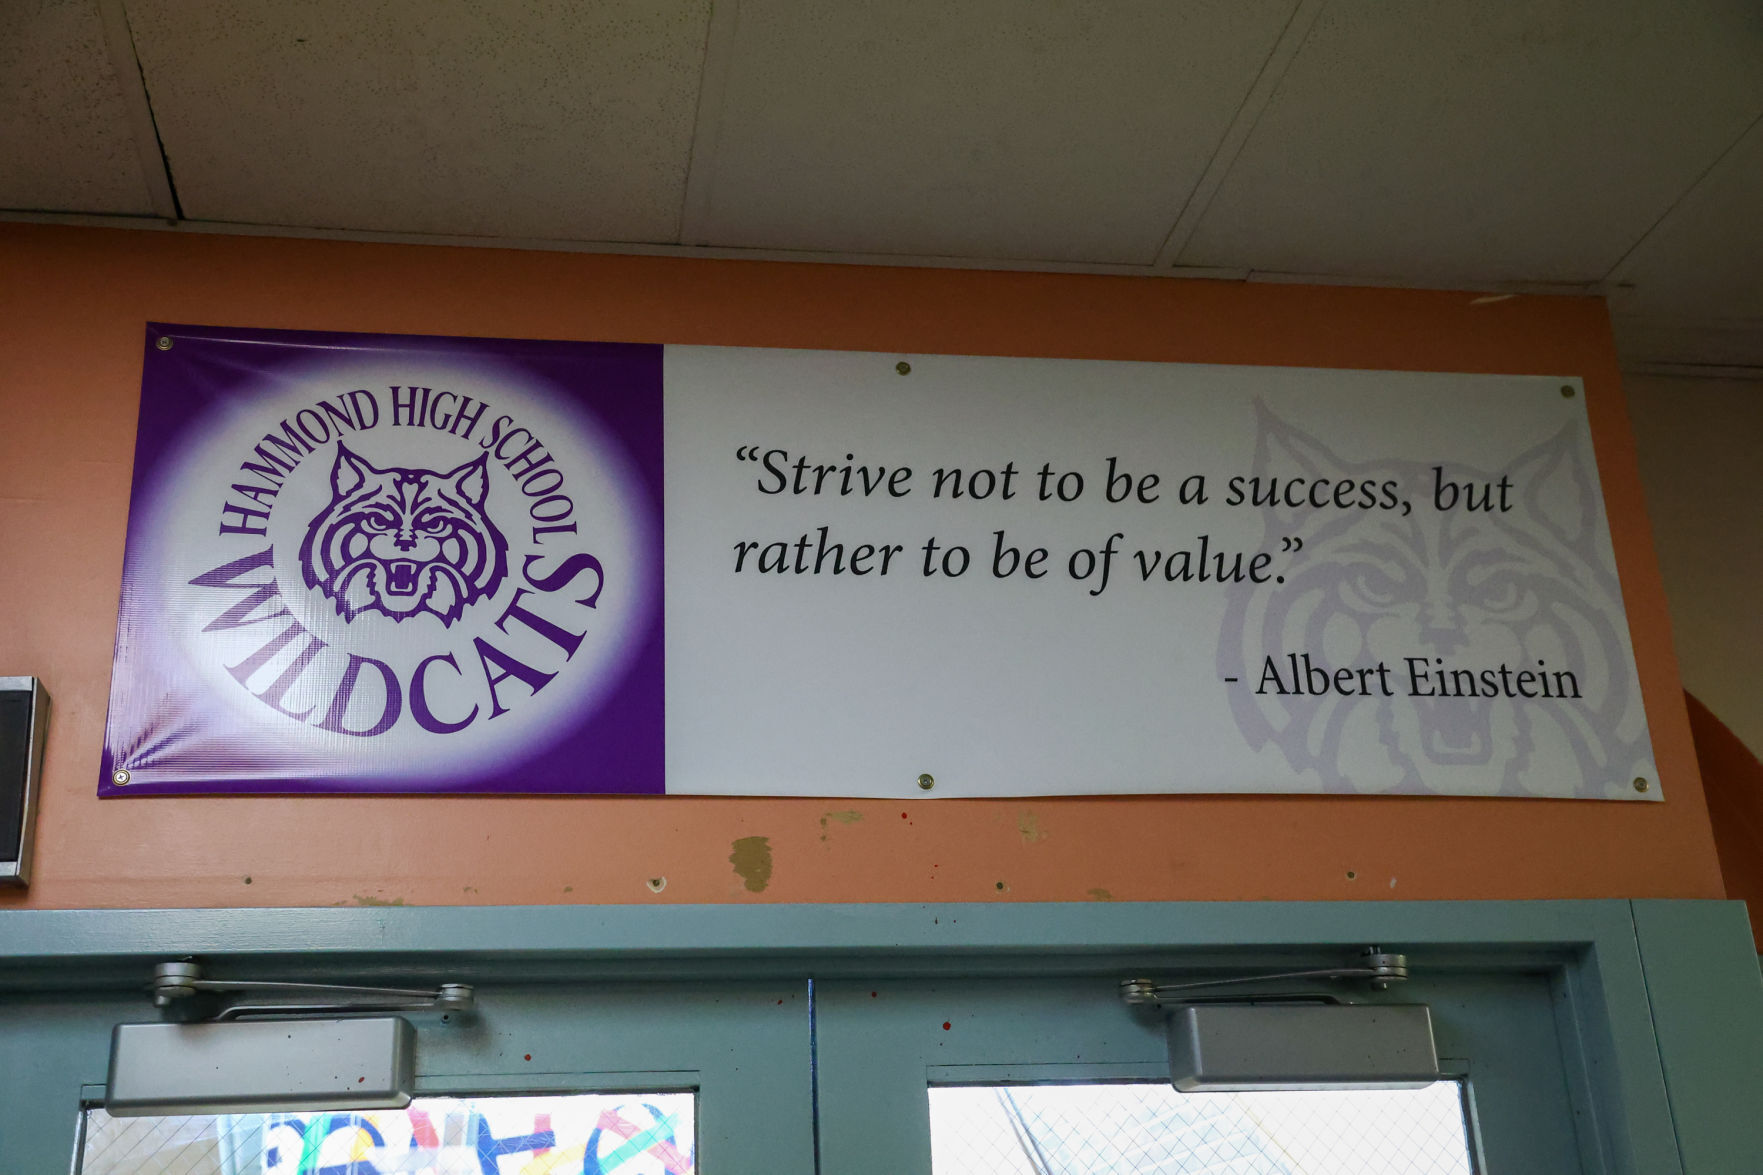 HAMMOND HIGH SCHOOL
WILDCATS
“Strive not to be a success, but
rather to be of value.”
- Albert Einstein